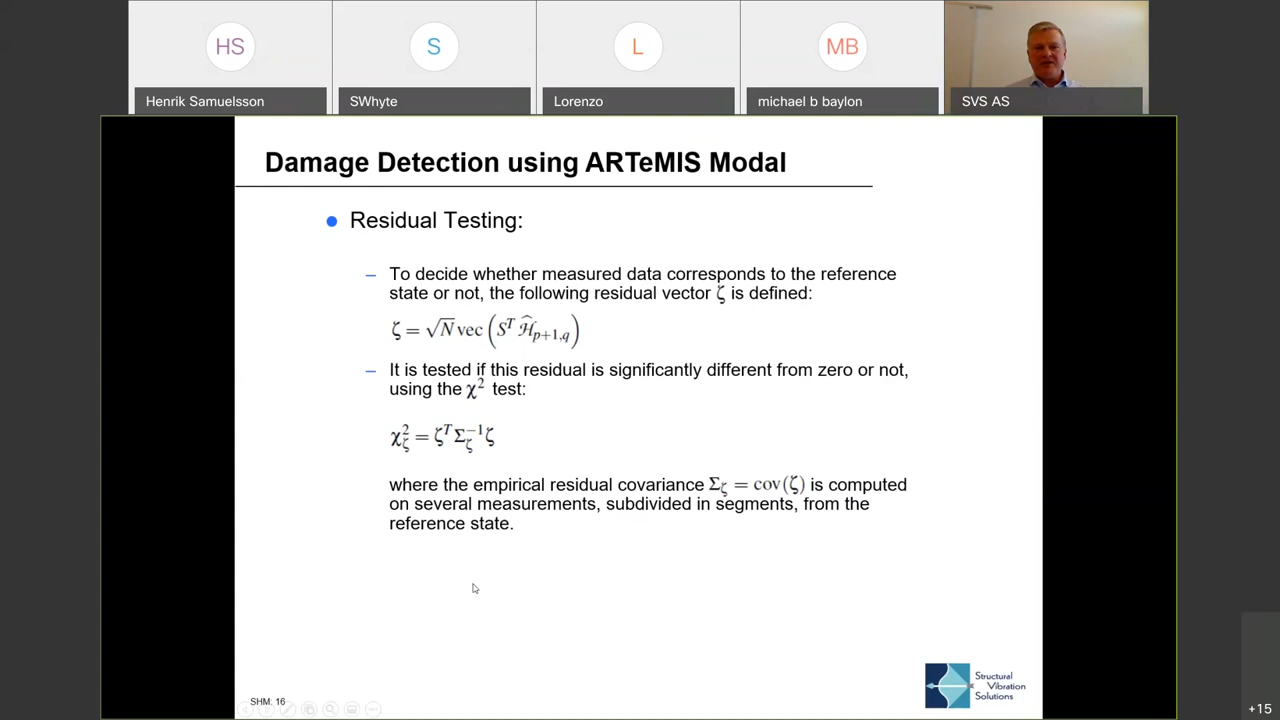 HS
S
L
MB
Henrik Samuelsson
SWhyte
Lorenzo
michael b baylon
SVS AS
Damage Detection using ARTeMIS Modal
Residual Testing:
– To decide whether measured data corresponds to the reference
state or not, the following residual vector ζ is defined:
ζ = √N vec (Sᵀ Ĥₚ₊₁,q)
– It is tested if this residual is significantly different from zero or not,
using the χ² test:
χ²_ζ = ζᵀ Σ_ζ⁻¹ ζ
where the empirical residual covariance Σ_ζ = cov(ζ) is computed
on several measurements, subdivided in segments, from the
reference state.
Structural
Vibration
Solutions
SHM: 16
+15